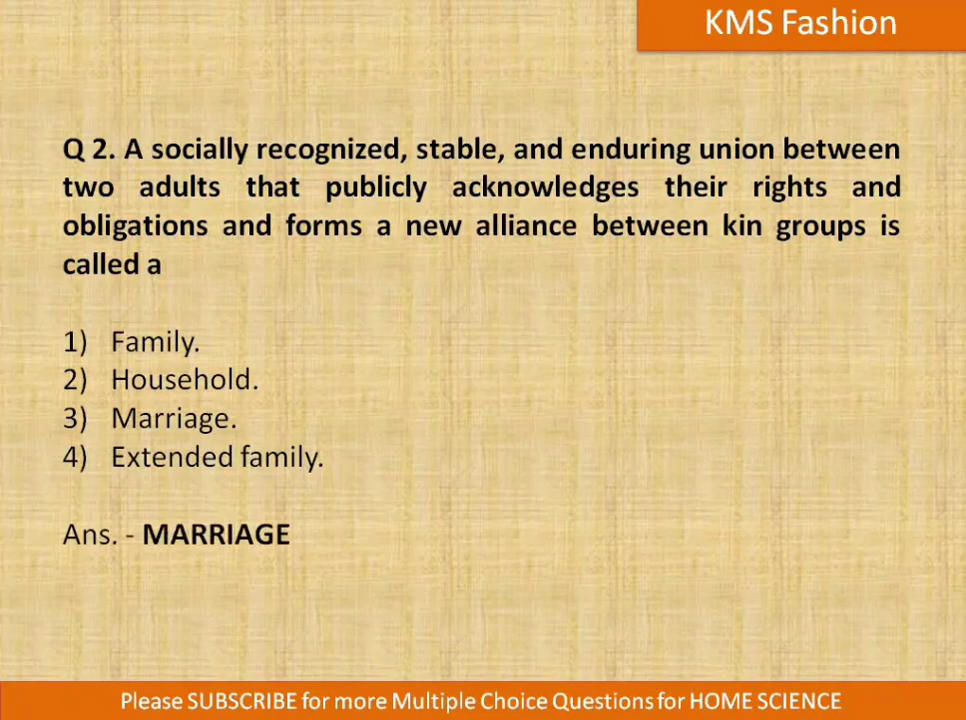 KMS Fashion
Q 2. A socially recognized, stable, and enduring union between
two adults that publicly acknowledges their rights and
obligations and forms a new alliance between kin groups is
called a
1) Family.
2) Household.
3) Marriage.
4) Extended family.
Ans. - MARRIAGE
Please SUBSCRIBE for more Multiple Choice Questions for HOME SCIENCE